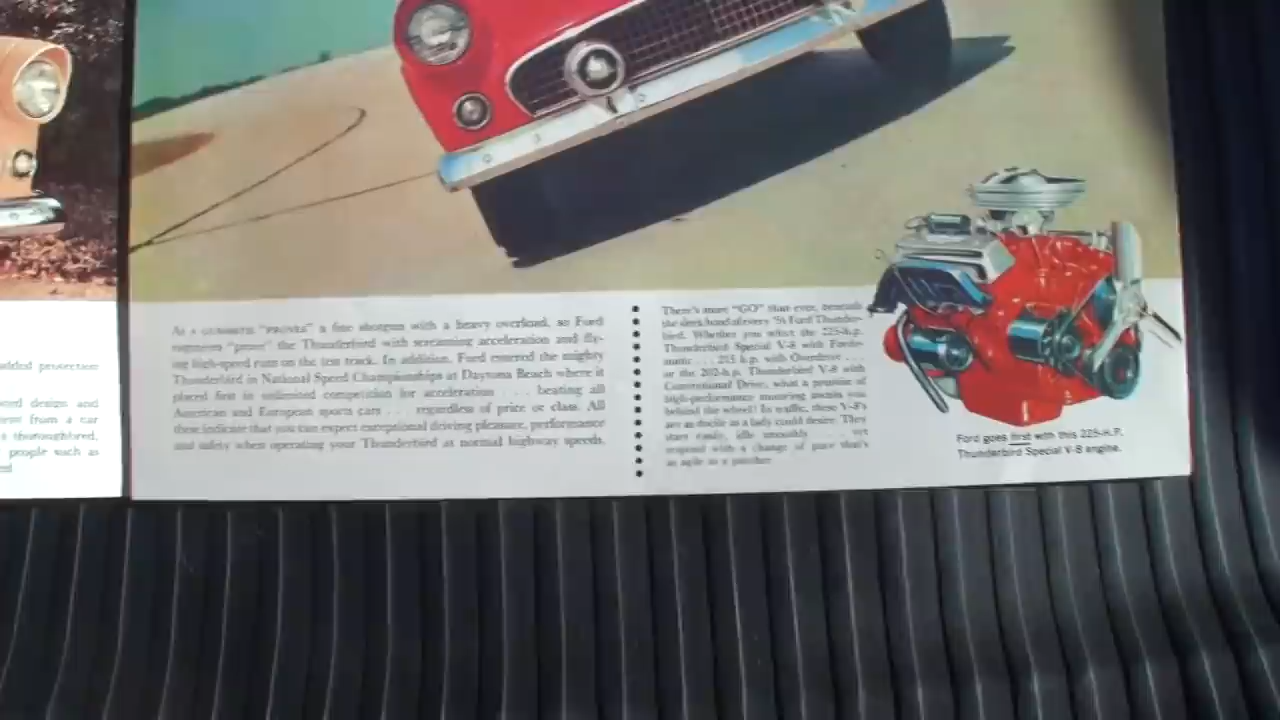 added protection
design and
from a car
a thoroughbred,
people such as
As a GUNSMITH "PROVES" a fine shotgun with a heavy overload, so Ford
engineers "prove" the Thunderbird with screaming acceleration and fly-
ing high-speed runs on the test track. In addition, Ford entered the mighty
Thunderbird in National Speed Championships at Daytona Beach where it
placed first in unlimited competition for acceleration . . . beating all
American and European sports cars . . . regardless of price or class. All
these indicate that you can expect exceptional driving pleasure, performance
and safety when operating your Thunderbird at normal highway speeds.
There's more "GO" than ever, beneath
the sleek hood of every '56 Ford Thunder-
bird. Whether you select the 225-h.p.
Thunderbird Special V-8 with Fordo-
matic . . . 215 h.p. with Overdrive . . .
or the 202-h.p. Thunderbird V-8 with
Conventional Drive, what a promise of
high-performance motoring awaits you
behind the wheel! In traffic, these V-8's
are as docile as a lady could desire. They
start easily, idle smoothly . . . yet
respond with a change of pace that's
as agile as a panther.
Ford goes first with this 225-H.P.
Thunderbird Special V-8 engine.